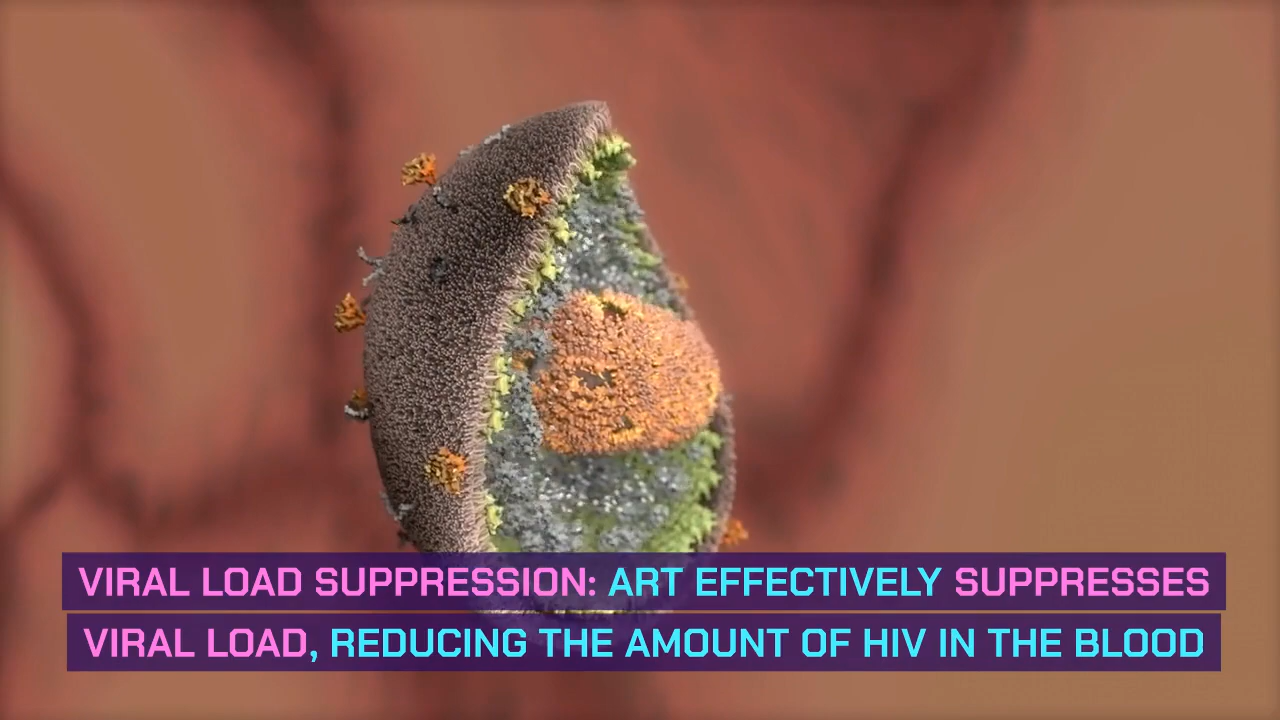 VIRAL LOAD SUPPRESSION: ART EFFECTIVELY SUPPRESSES
VIRAL LOAD, REDUCING THE AMOUNT OF HIV IN THE BLOOD